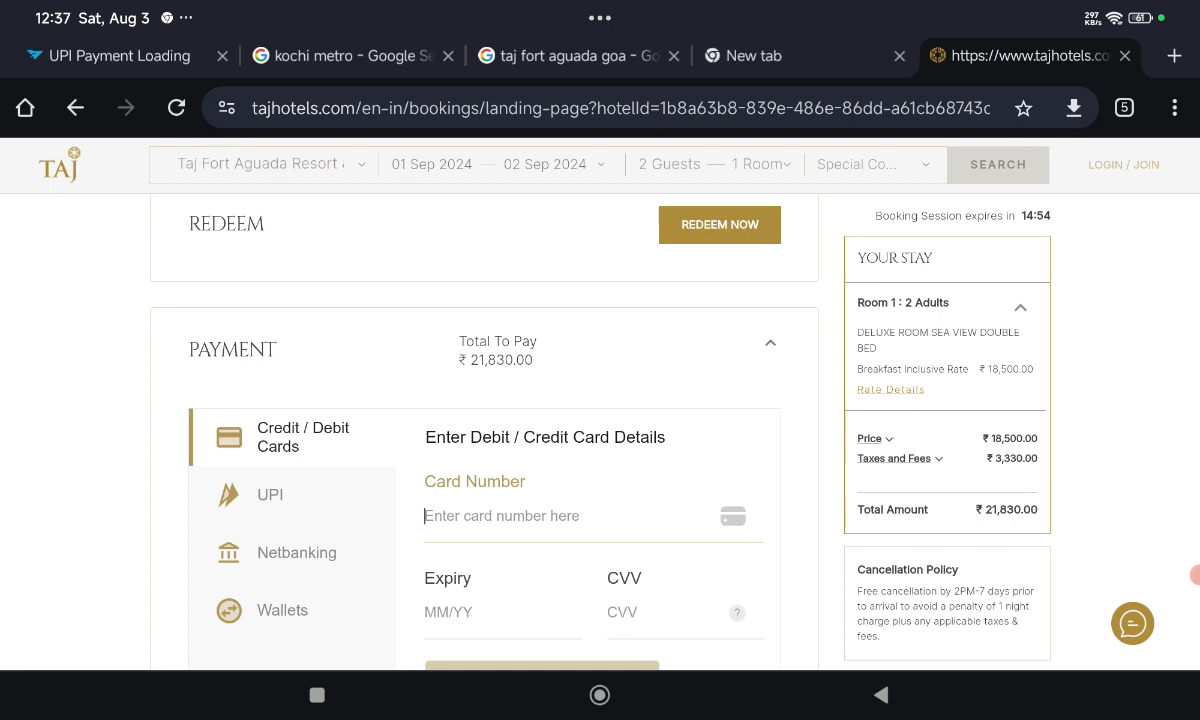 12:37 Sat, Aug 3
297 KB/s
61
UPI Payment Loading
kochi metro - Google Se
taj fort aguada goa - Go
New tab
https://www.tajhotels.co
tajhotels.com/en-in/bookings/landing-page?hotelId=1b8a63b8-839e-486e-86dd-a61cb68743c
5
TAJ
Taj Fort Aguada Resort
01 Sep 2024 — 02 Sep 2024
2 Guests — 1 Room
Special Co...
SEARCH
LOGIN / JOIN
REDEEM
REDEEM NOW
PAYMENT
Total To Pay
₹ 21,830.00
Credit / Debit
Cards
UPI
Netbanking
Wallets
Enter Debit / Credit Card Details
Card Number
Enter card number here
Expiry
CVV
MM/YY
CVV
?
Booking Session expires in 14:54
YOUR STAY
Room 1 : 2 Adults
DELUXE ROOM SEA VIEW DOUBLE
BED
Breakfast Inclusive Rate ₹ 18,500.00
Rate Details
Price ₹ 18,500.00
Taxes and Fees ₹ 3,330.00
Total Amount ₹ 21,830.00
Cancellation Policy
Free cancellation by 2PM-7 days prior
to arrival to avoid a penalty of 1 night
charge plus any applicable taxes &
fees.